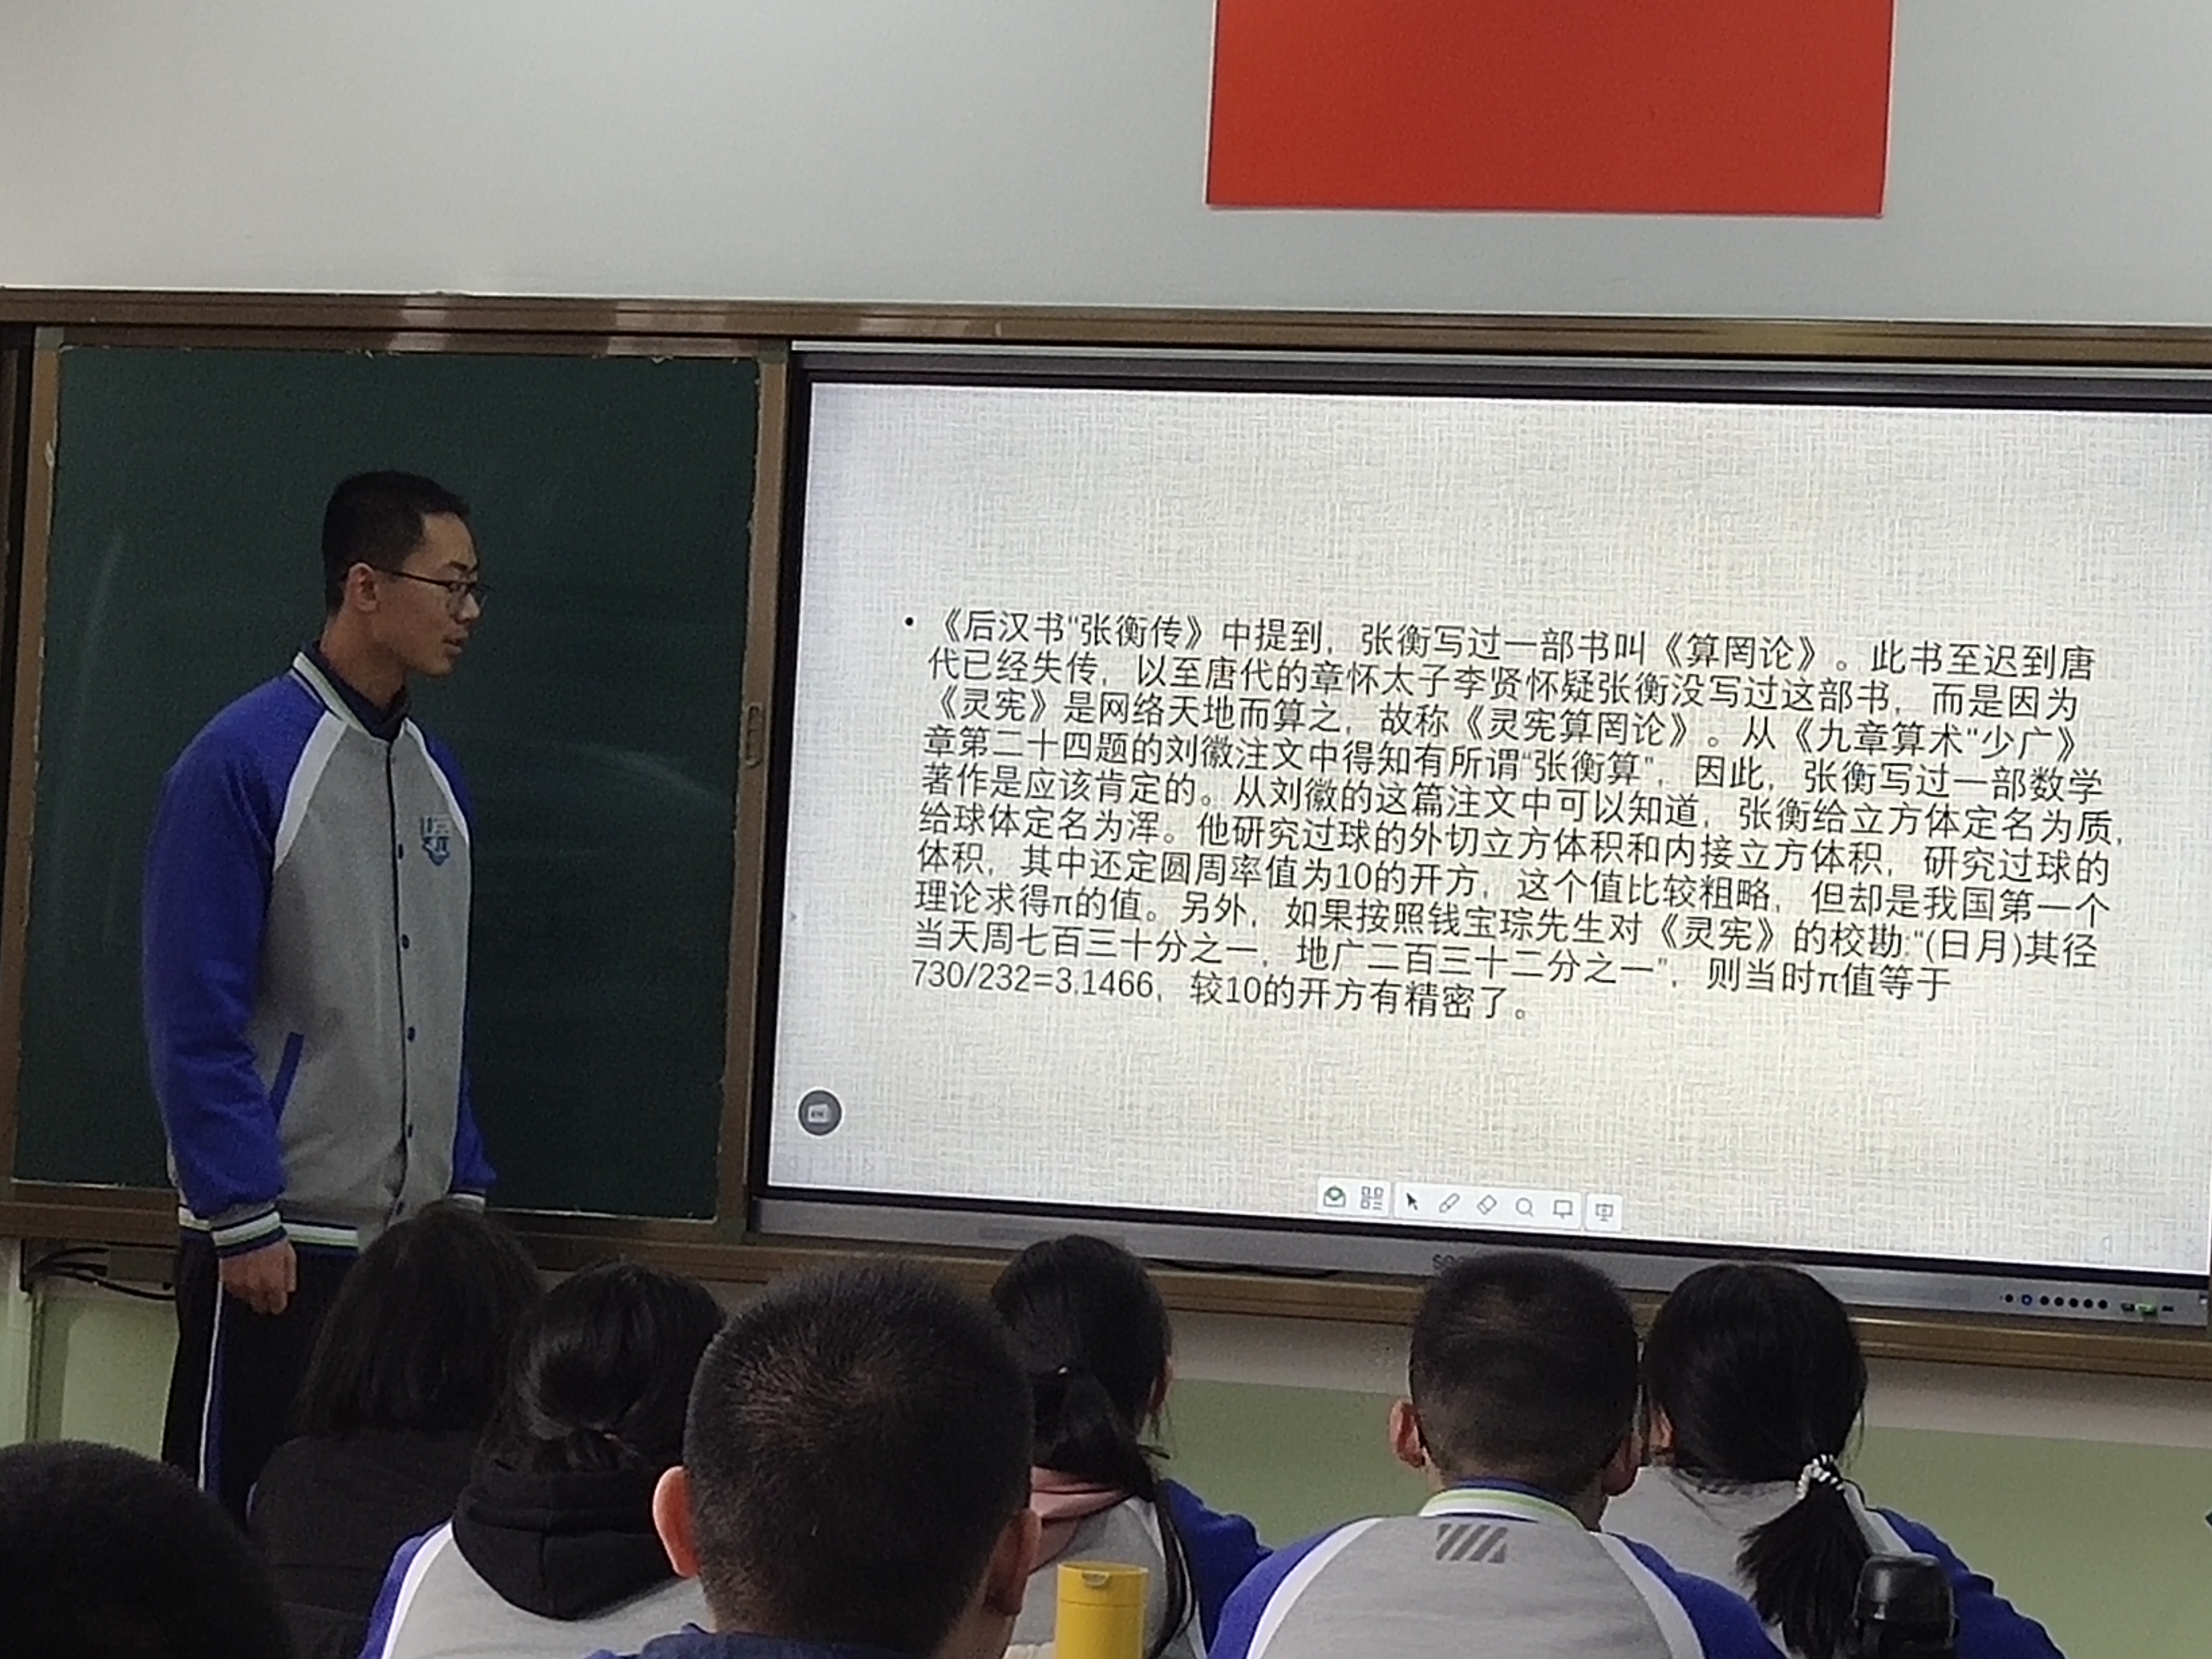 • 《后汉书"张衡传》中提到，张衡写过一部书叫《算罔论》。此书至迟到唐
代已经失传，以至唐代的章怀太子李贤怀疑张衡没写过这部书，而是因为
《灵宪》是网络天地而算之，故称《灵宪算罔论》。从《九章算术"少广》
章第二十四题的刘徽注文中得知有所谓"张衡算"，因此，张衡写过一部数学
著作是应该肯定的。从刘徽的这篇注文中可以知道，张衡给立方体定名为质，
给球体定名为浑。他研究过球的外切立方体积和内接立方体积，研究过球的
体积，其中还定圆周率值为10的开方，这个值比较粗略，但却是我国第一个
理论求得π的值。另外，如果按照钱宝琮先生对《灵宪》的校勘:"(日月)其径
当天周七百三十分之一，地广二百三十二分之一"，则当时π值等于
730/232=3.1466，较10的开方有精密了。